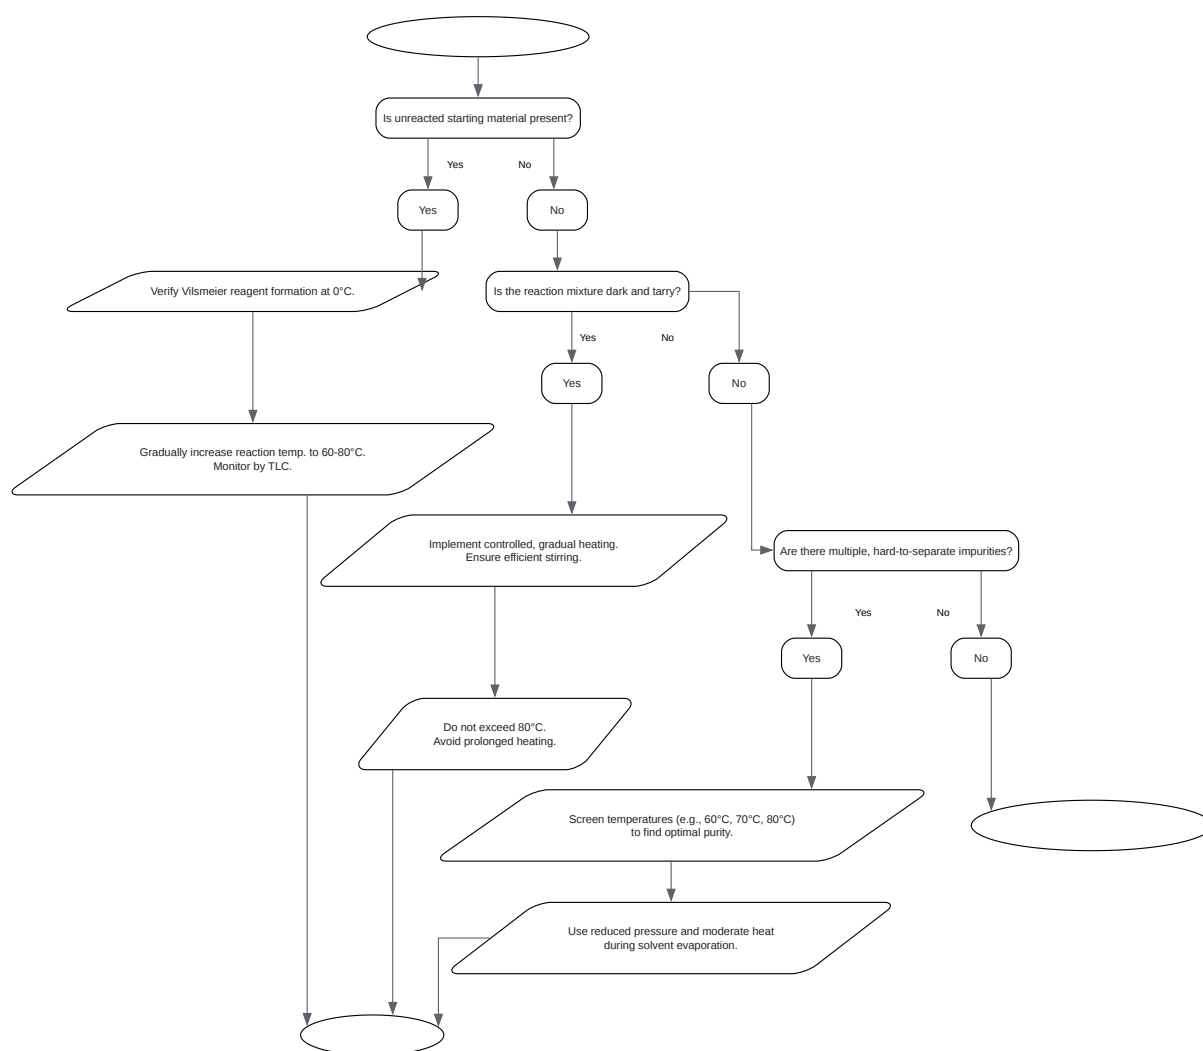 Is unreacted starting material present?
Yes
No
Yes
No
Verify Vilsmeier reagent formation at 0°C.
Is the reaction mixture dark and tarry?
Yes
No
Yes
No
Gradually increase reaction temp. to 60-80°C.
Monitor by TLC.
Implement controlled, gradual heating.
Ensure efficient stirring.
Are there multiple, hard-to-separate impurities?
Yes
No
Yes
No
Do not exceed 80°C.
Avoid prolonged heating.
Screen temperatures (e.g., 60°C, 70°C, 80°C)
to find optimal purity.
Use reduced pressure and moderate heat
during solvent evaporation.